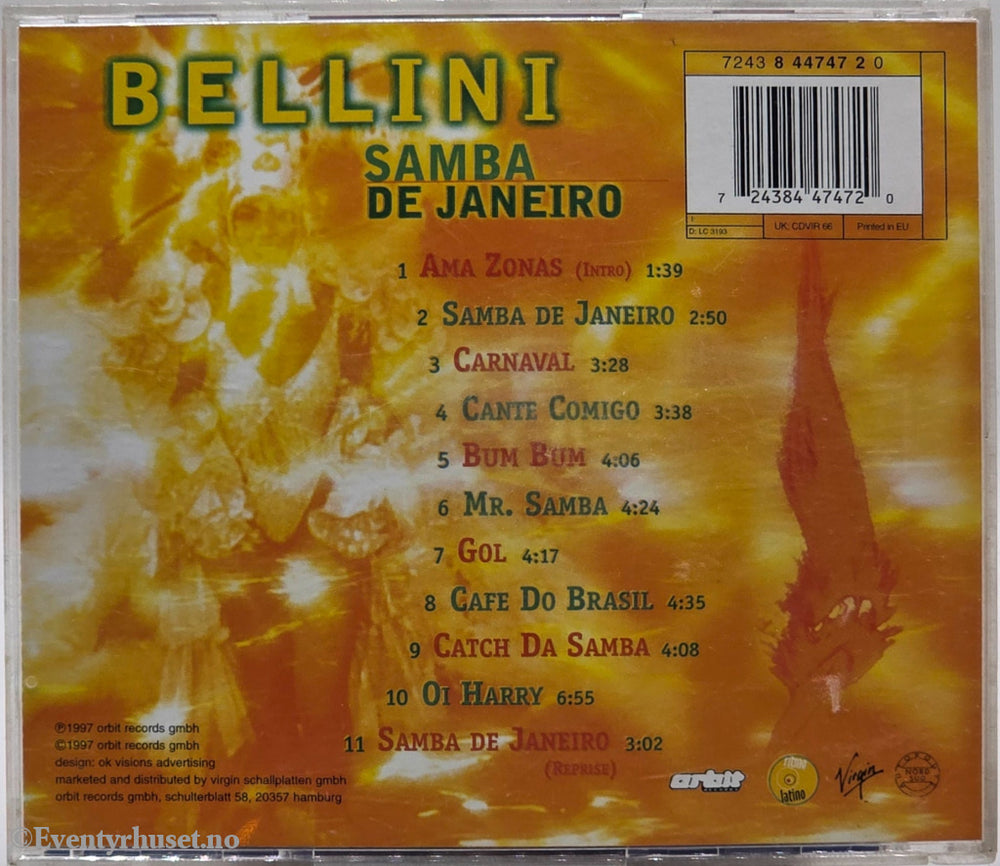 BELLINI
SAMBA
DE JANEIRO
7243 8 44747 2 0
7 24384 47472 0
I
D: LC 3193
UK: CDVIR 66
Printed in EU
1 AMA ZONAS (INTRO) 1:39
2 SAMBA DE JANEIRO 2:50
3 CARNAVAL 3:28
4 CANTE COMIGO 3:38
5 BUM BUM 4:06
6 MR. SAMBA 4:24
7 GOL 4:17
8 CAFE DO BRASIL 4:35
9 CATCH DA SAMBA 4:08
10 OI HARRY 6:55
11 SAMBA DE JANEIRO 3:02
(REPRISE)
℗1997 orbit records gmbh
©1997 orbit records gmbh
design: ok visions advertising
marketed and distributed by virgin schallplatten gmbh
orbit records gmbh, schulterblatt 58, 20357 hamburg
orbit
ritmo
latino
Virgin
NORD
SÜD
©Eventyrhuset.no